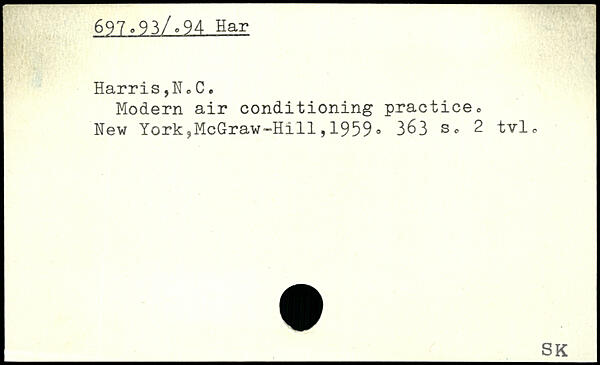 697.93/.94 Har
Harris,N.C.
Modern air conditioning practice.
New York,McGraw-Hill,1959. 363 s. 2 tvl.
SK